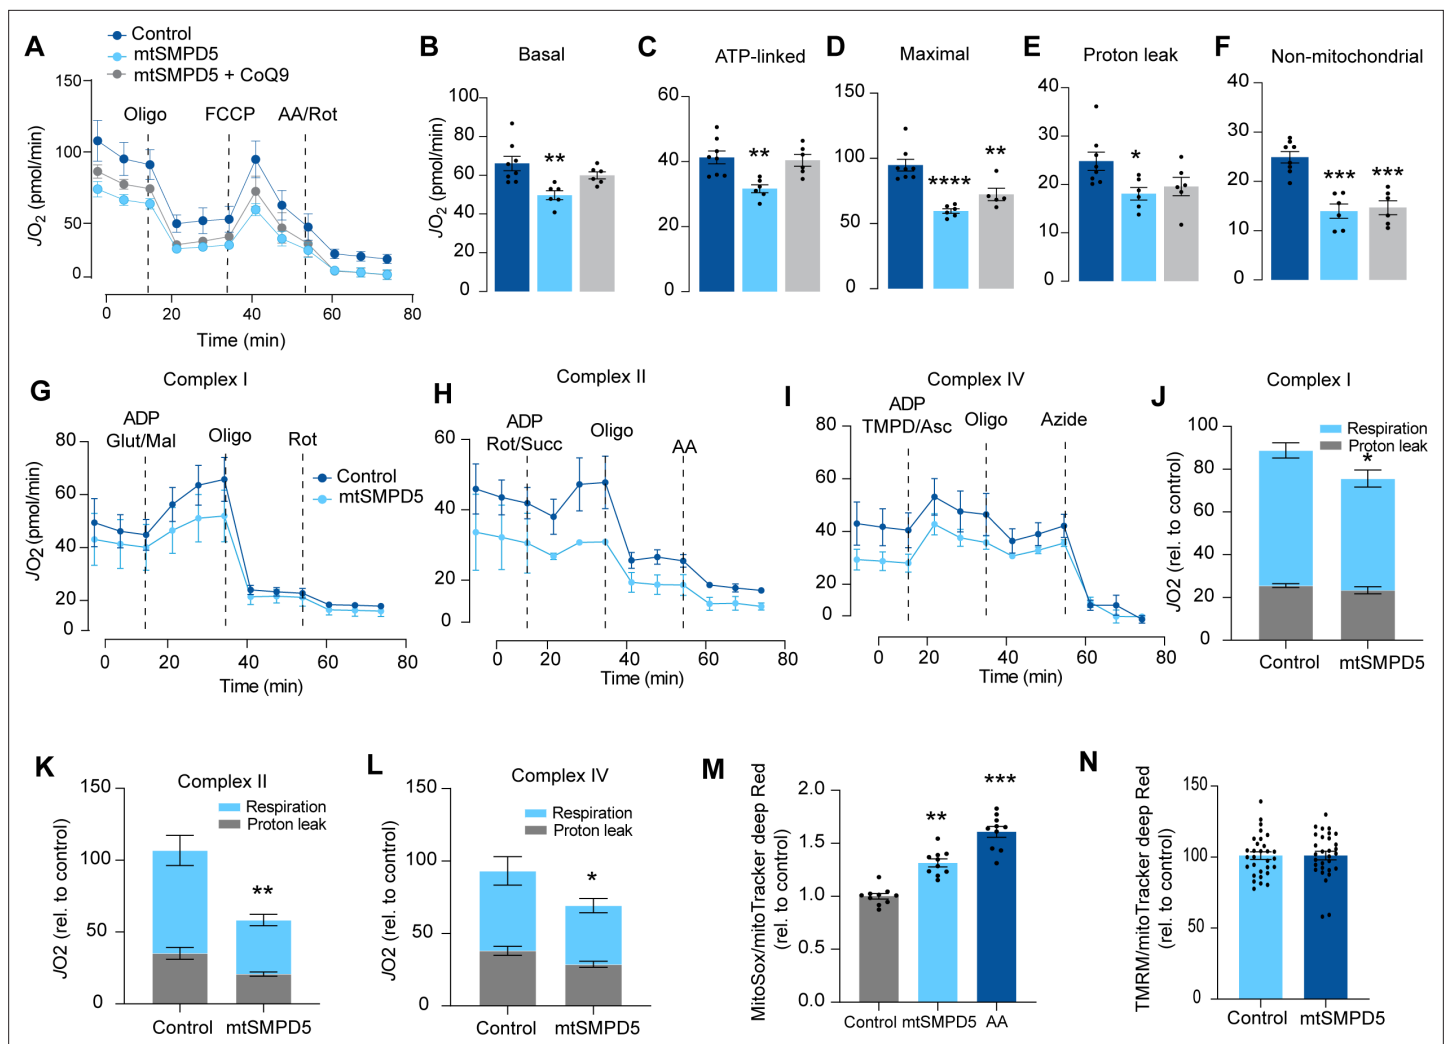 A
Control
mtSMPD5
mtSMPD5 + CoQ9
Oligo
FCCP
AA/Rot
JO2 (pmol/min)
150
100
50
0
0 20 40 60 80
Time (min)
B
Basal
JO2 (pmol/min)
100
80
60
40
20
0
**
C
ATP-linked
60
40
20
0
**
D
Maximal
150
100
50
0
****
**
E
Proton leak
40
30
20
10
0
*
F
Non-mitochondrial
40
30
20
10
0
***
***
G
Complex I
ADP
Glut/Mal
Oligo
Rot
Control
mtSMPD5
JO2 (pmol/min)
80
60
40
20
0
0 20 40 60 80
Time (min)
H
Complex II
ADP
Rot/Succ
Oligo
AA
60
40
20
0
0 20 40 60 80
Time (min)
I
Complex IV
ADP
TMPD/Asc
Oligo
Azide
80
60
40
20
0
0 20 40 60 80
Time (min)
J
Complex I
Respiration
Proton leak
*
JO2 (rel. to control)
100
80
60
40
20
0
Control mtSMPD5
K
Complex II
Respiration
Proton leak
**
JO2 (rel. to control)
150
100
50
0
Control mtSMPD5
L
Complex IV
Respiration
Proton leak
*
JO2 (rel. to control)
150
100
50
0
Control mtSMPD5
M
MitoSox/mitoTracker deep Red
(rel. to control)
2.0
1.5
1.0
0.5
0.0
**
***
Control mtSMPD5 AA
N
TMRM/mitoTracker deep Red
(rel. to control)
150
100
50
0
Control mtSMPD5